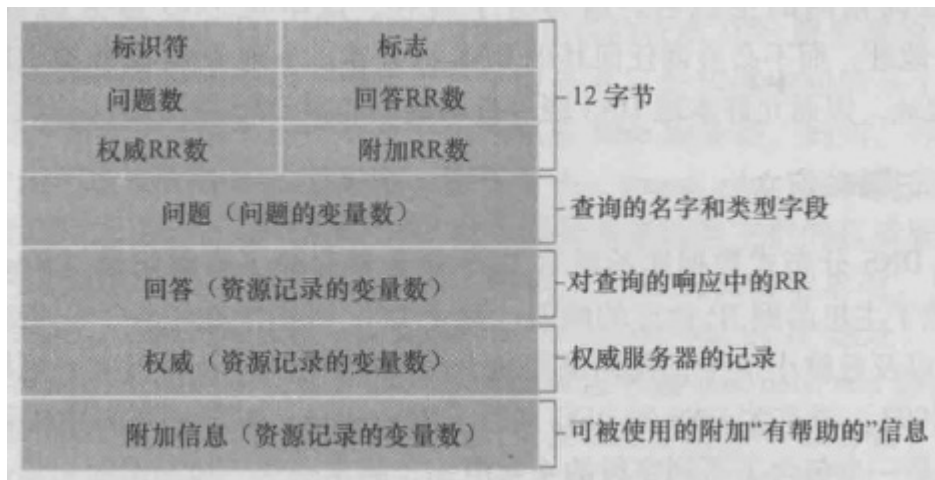 标识符 标志
问题数 回答RR数 12字节
权威RR数 附加RR数
问题（问题的变量数） 查询的名字和类型字段
回答（资源记录的变量数） 对查询的响应中的RR
权威（资源记录的变量数） 权威服务器的记录
附加信息（资源记录的变量数） 可被使用的附加“有帮助的”信息